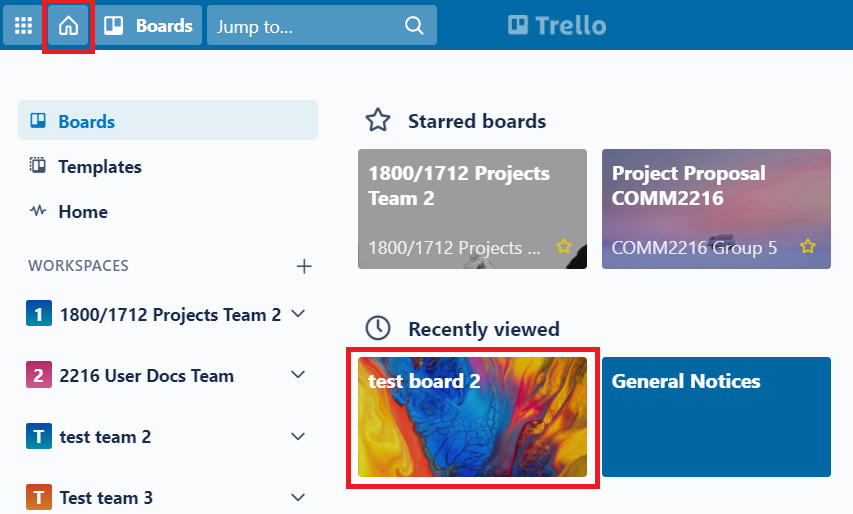 Boards
Jump to...
Trello
Boards
Templates
Home
WORKSPACES
1 1800/1712 Projects Team 2
2 2216 User Docs Team
T test team 2
T Test team 3
Starred boards
1800/1712 Projects
Team 2
1800/1712 Projects ...
Project Proposal
COMM2216
COMM2216 Group 5
Recently viewed
test board 2
General Notices